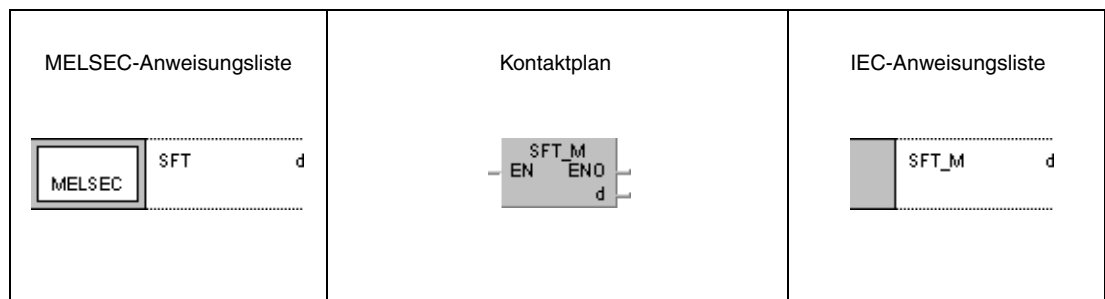 MELSEC-Anweisungsliste
Kontaktplan
IEC-Anweisungsliste
MELSEC
SFT d
SFT_M
EN ENO
d
SFT_M d